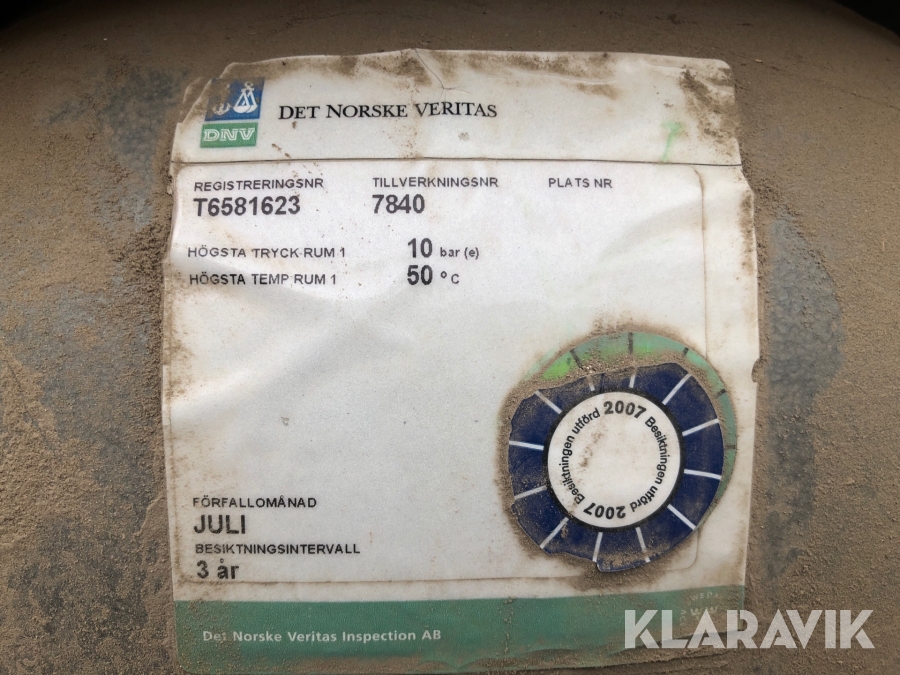 DNV
DET NORSKE VERITAS
REGISTRERINGSNR TILLVERKNINGSNR PLATS NR
T6581623 7840
HÖGSTA TRYCK RUM 1 10 bar (e)
HÖGSTA TEMP RUM 1 50 °C
2007 Besiktningen utförd
2007 Besiktningen utförd
FÖRFALLOMÅNAD
JULI
BESIKTNINGSINTERVALL
3 år
Det Norske Veritas Inspection AB
KLARAVIK